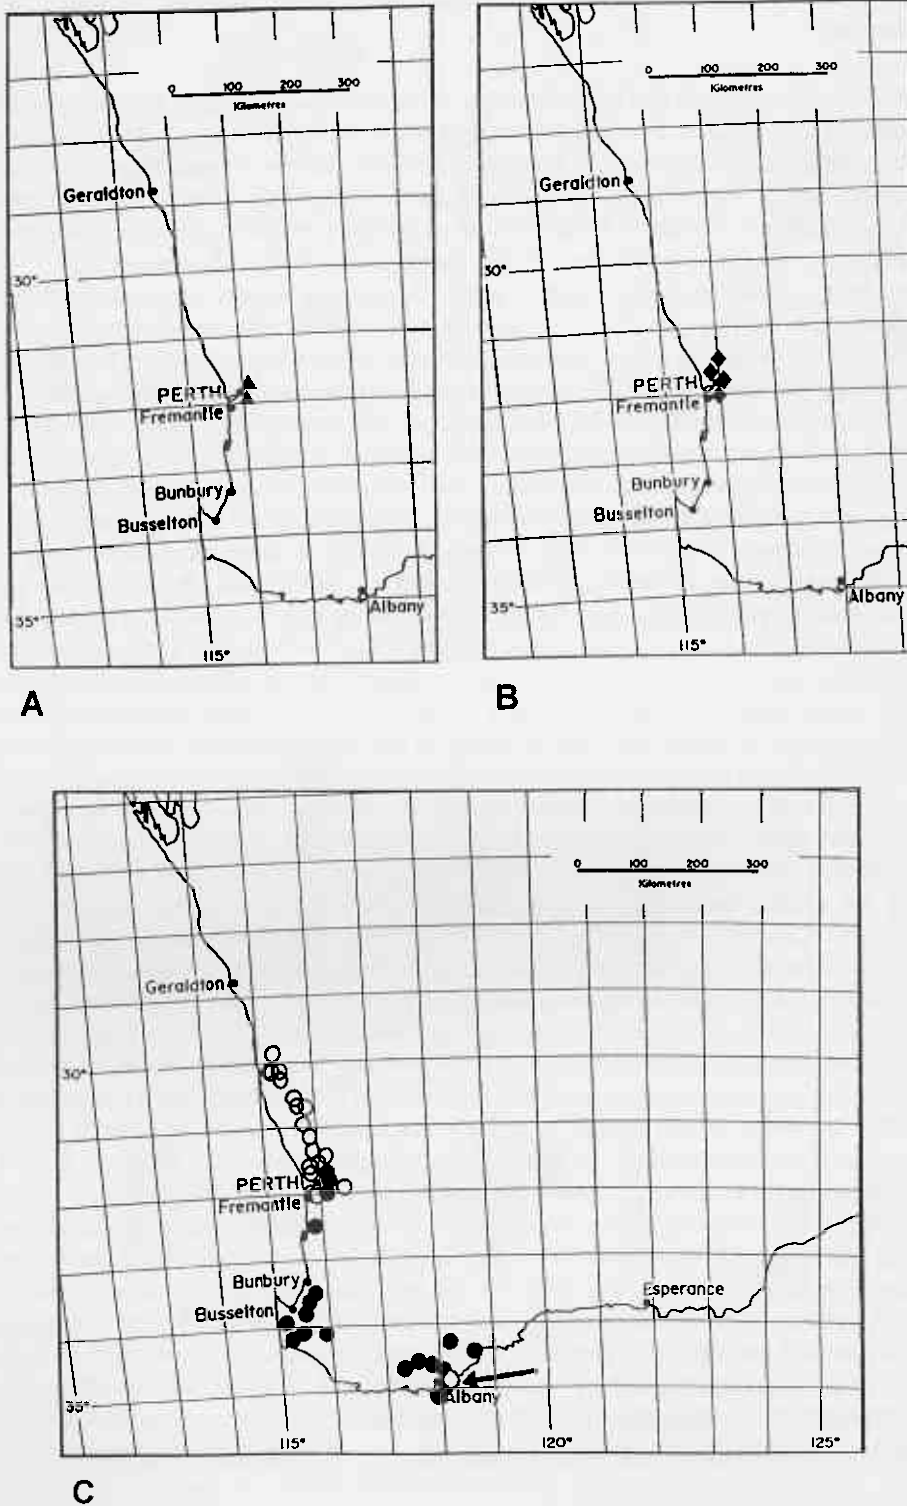 0 100 200 300
Kilometres
Geraldton
30°
PERTH
Fremantle
Bunbury
Busselton
Albany
35°
115°
A
0 100 200 300
Kilometres
Geraldton
30°
PERTH
Fremantle
Bunbury
Busselton
Albany
35°
115°
B
0 100 200 300
Kilometres
Geraldton
30°
PERTH
Fremantle
Bunbury
Busselton
Esperance
Albany
35°
115° 120° 125°
C